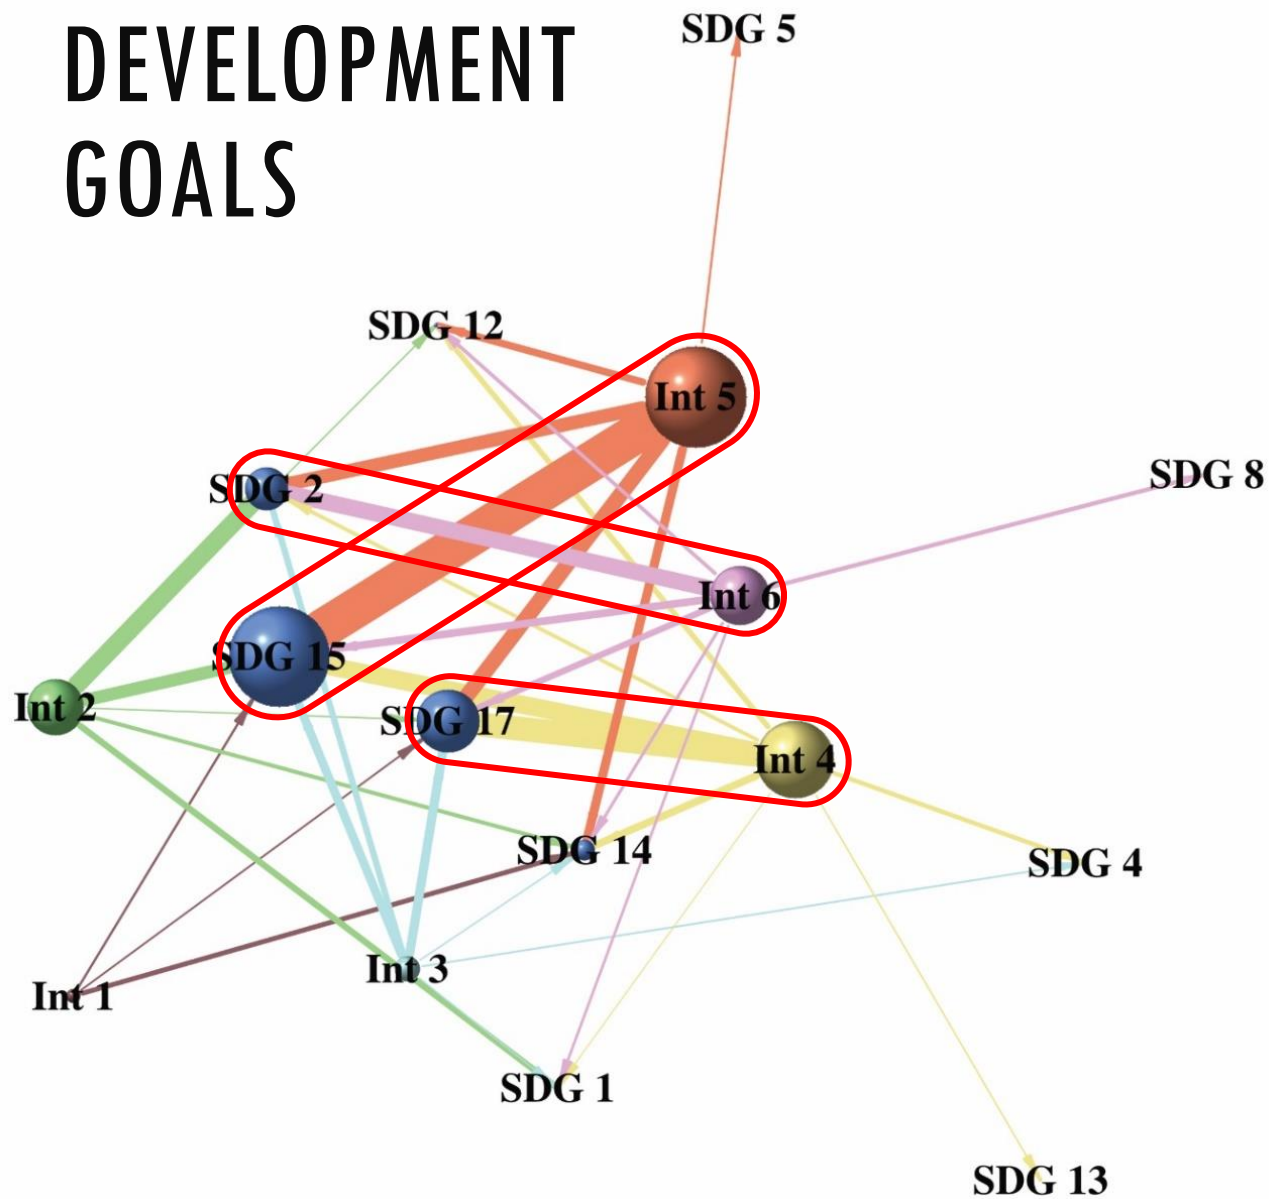 DEVELOPMENT
GOALS
SDG 5
SDG 12
Int 5
SDG 8
SDG 2
Int 6
SDG 15
Int 2
SDG 17
Int 4
SDG 14
SDG 4
Int 3
Int 1
SDG 1
SDG 13